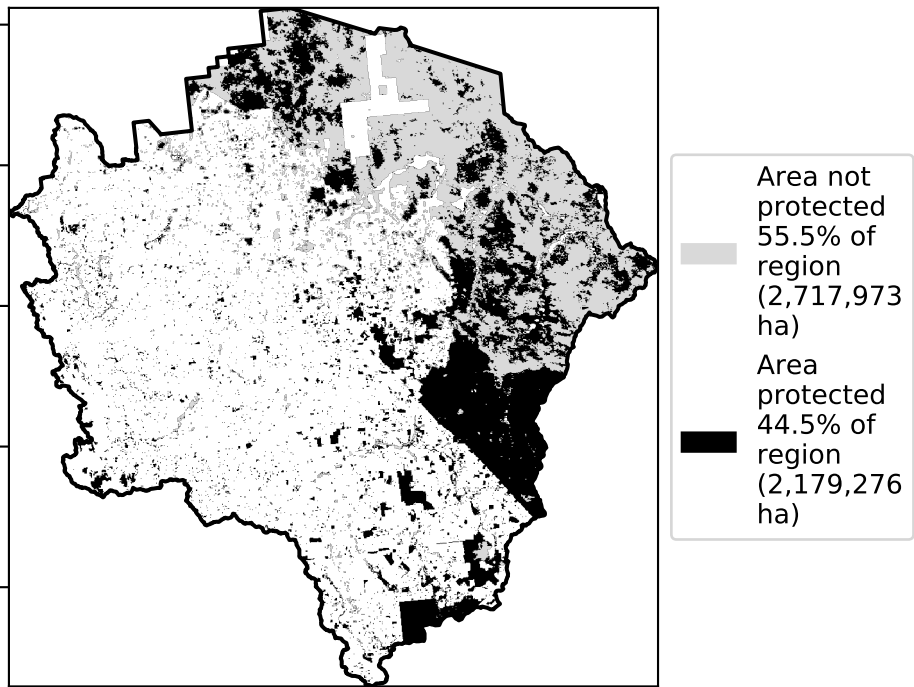 Area not
protected
55.5% of
region
(2,717,973
ha)
Area
protected
44.5% of
region
(2,179,276
ha)